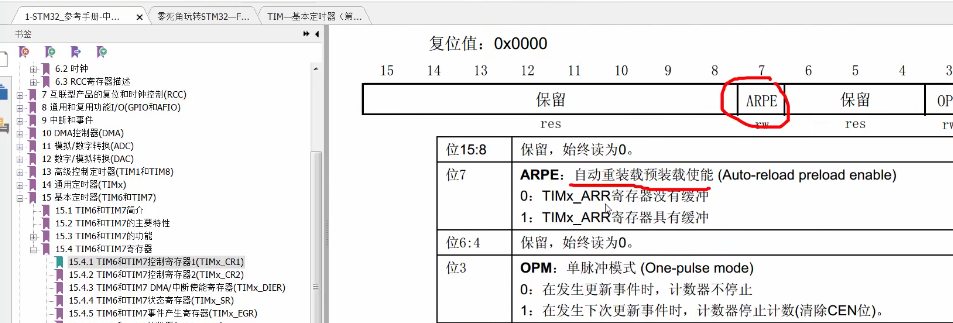 1-STM32_参考手册-中...
零死角玩转STM32—F...
TIM—基本定时器（第...
书签
6.2 时钟
6.3 RCC寄存器描述
7 互联型产品的复位和时钟控制(RCC)
8 通用和复用功能I/O(GPIO和AFIO)
9 中断和事件
10 DMA控制器(DMA)
11 模拟/数字转换(ADC)
12 数字/模拟转换(DAC)
13 高级控制定时器(TIM1和TIM8)
14 通用定时器(TIMx)
15 基本定时器(TIM6和TIM7)
15.1 TIM6和TIM7简介
15.2 TIM6和TIM7的主要特性
15.3 TIM6和TIM7的功能
15.4 TIM6和TIM7寄存器
15.4.1 TIM6和TIM7控制寄存器1(TIMx_CR1)
15.4.2 TIM6和TIM7控制寄存器2(TIMx_CR2)
15.4.3 TIM6和TIM7 DMA/中断使能寄存器(TIMx_DIER)
15.4.4 TIM6和TIM7状态寄存器(TIMx_SR)
15.4.5 TIM6和TIM7事件产生寄存器(TIMx_EGR)
复位值：0x0000
15 14 13 12 11 10 9 8 7 6 5 4 3
保留 ARPE 保留 OP
res rw res r
位15:8 保留，始终读为0。
位7 ARPE：自动重装载预装载使能 (Auto-reload preload enable)
0：TIMx_ARR寄存器没有缓冲
1：TIMx_ARR寄存器具有缓冲
位6:4 保留，始终读为0。
位3 OPM：单脉冲模式 (One-pulse mode)
0：在发生更新事件时，计数器不停止
1：在发生下次更新事件时，计数器停止计数(清除CEN位)。